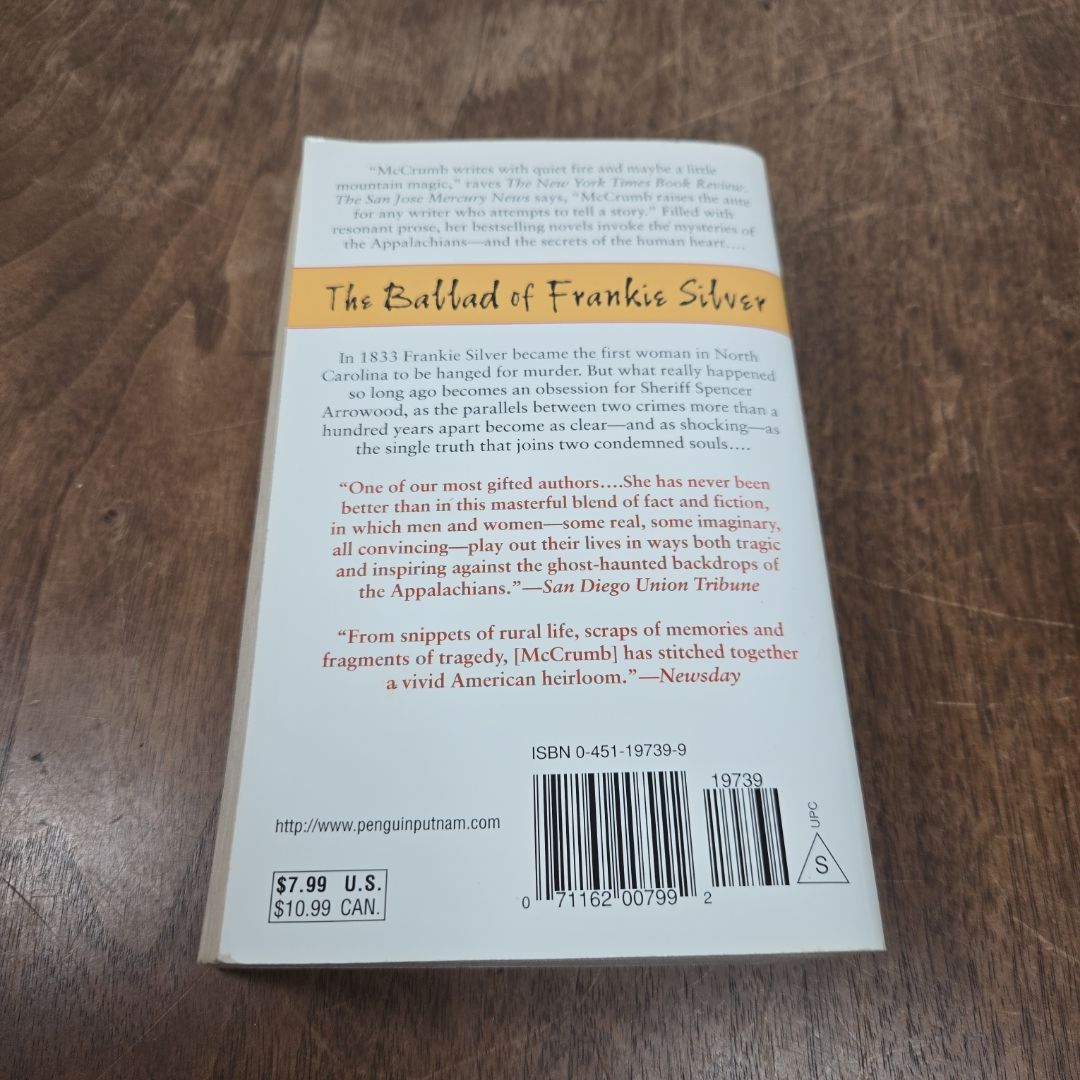 “McCrumb writes with quiet fire and maybe a little
mountain magic,” raves The New York Times Book Review.
The San Jose Mercury News says, “McCrumb raises the ante
for any writer who attempts to tell a story.” Filled with
resonant prose, her bestselling novels invoke the mysteries of
the Appalachians—and the secrets of the human heart....
The Ballad of Frankie Silver
In 1833 Frankie Silver became the first woman in North
Carolina to be hanged for murder. But what really happened
so long ago becomes an obsession for Sheriff Spencer
Arrowood, as the parallels between two crimes more than a
hundred years apart become as clear—and as shocking—as
the single truth that joins two condemned souls....
“One of our most gifted authors....She has never been
better than in this masterful blend of fact and fiction,
in which men and women—some real, some imaginary,
all convincing—play out their lives in ways both tragic
and inspiring against the ghost-haunted backdrops of
the Appalachians.”—San Diego Union Tribune
“From snippets of rural life, scraps of memories and
fragments of tragedy, [McCrumb] has stitched together
a vivid American heirloom.”—Newsday
ISBN 0-451-19739-9
19739
UPC
S
http://www.penguinputnam.com
$7.99 U.S.
$10.99 CAN.
0 71162 00799 2